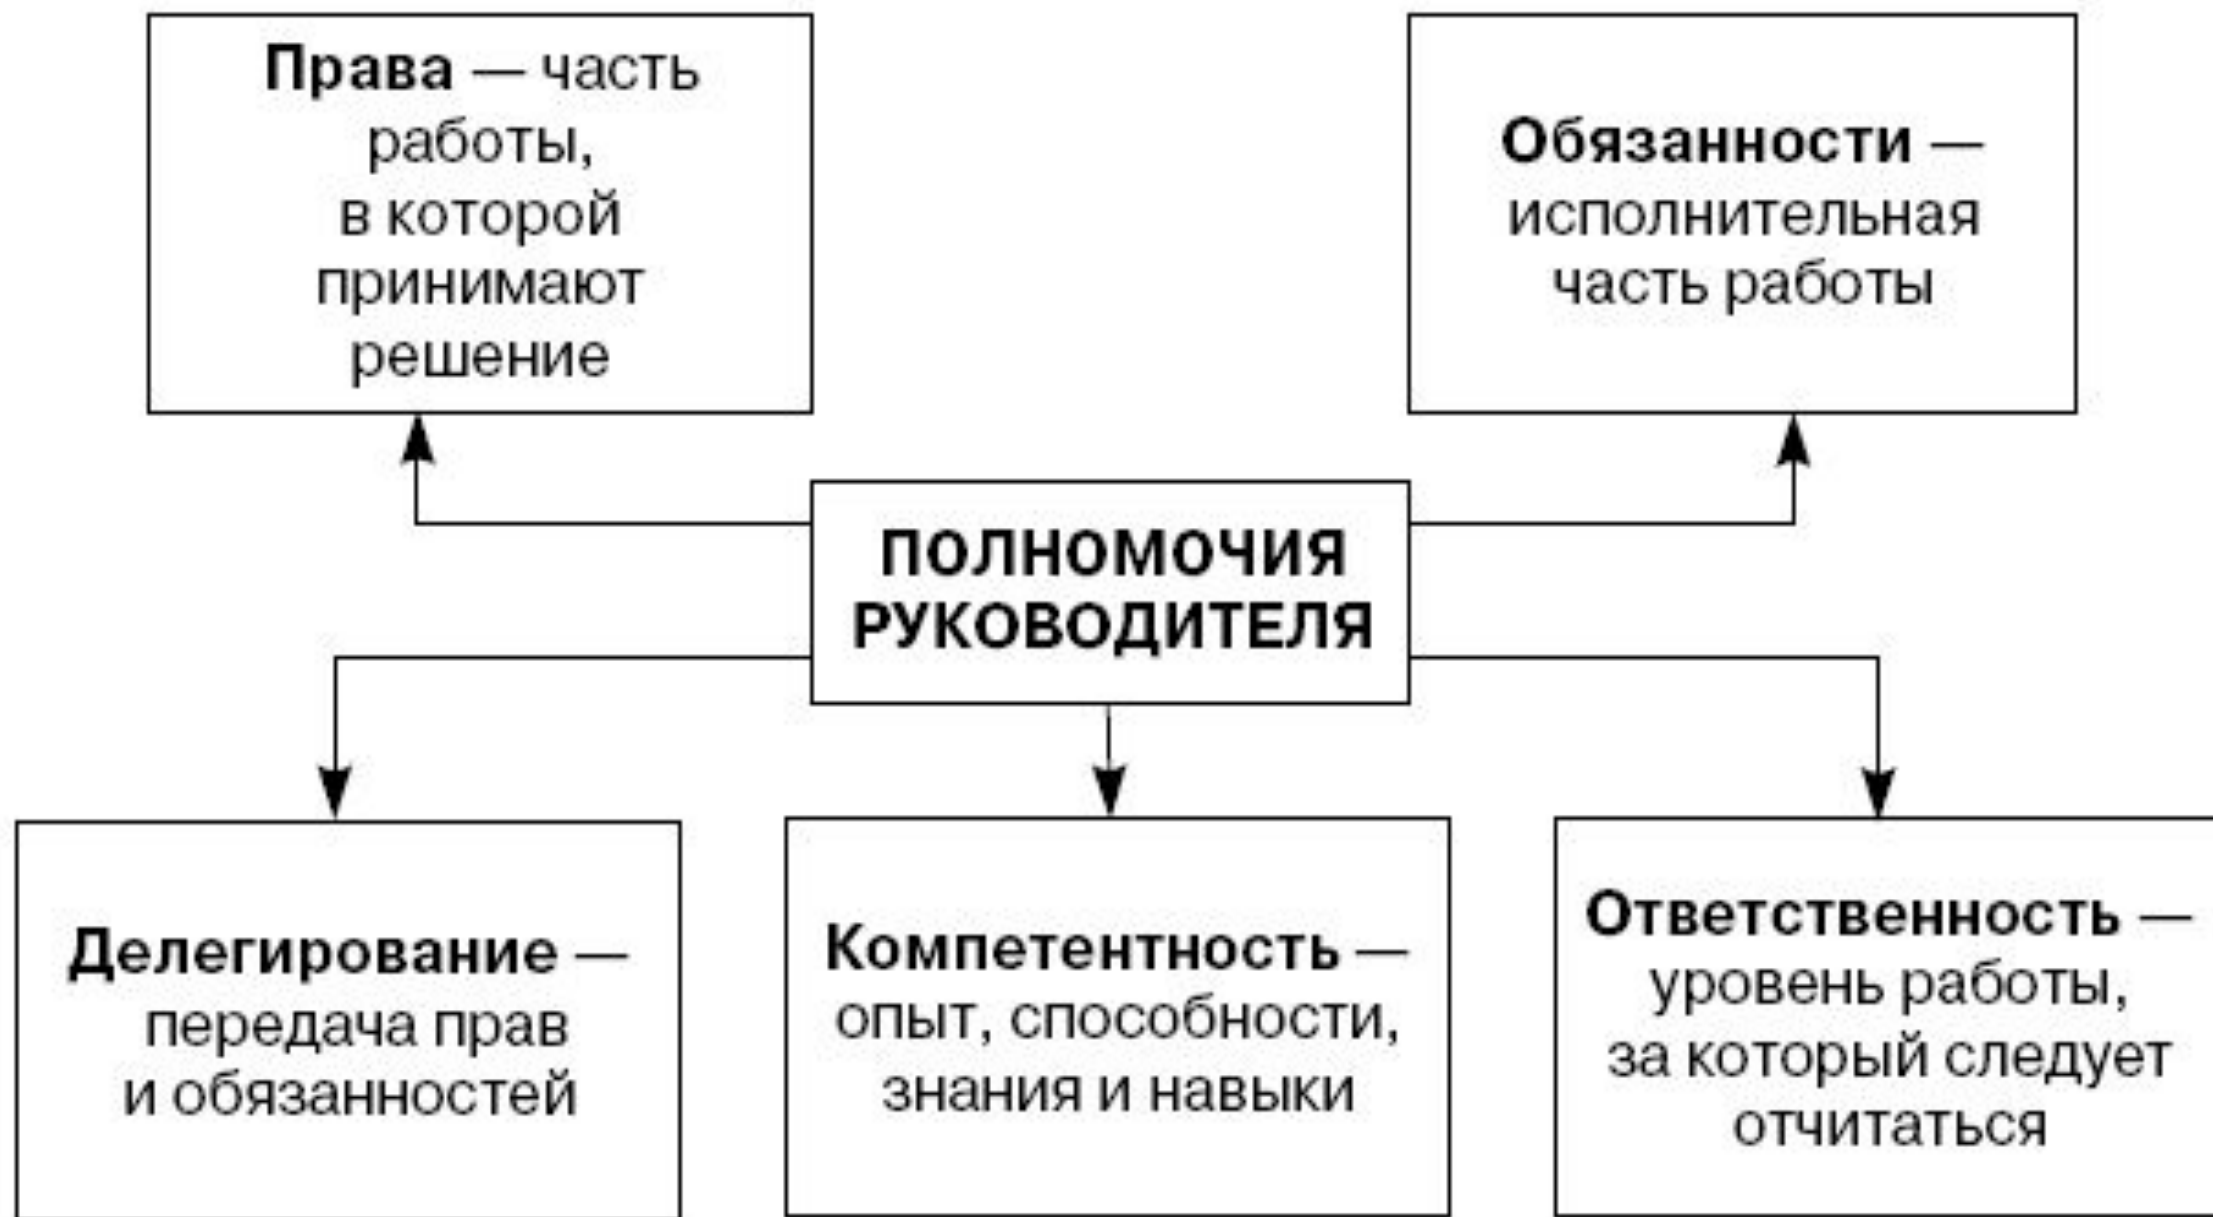 Права — часть
работы,
в которой
принимают
решение
Обязанности —
исполнительная
часть работы
ПОЛНОМОЧИЯ
РУКОВОДИТЕЛЯ
Делегирование —
передача прав
и обязанностей
Компетентность —
опыт, способности,
знания и навыки
Ответственность —
уровень работы,
за который следует
отчитаться